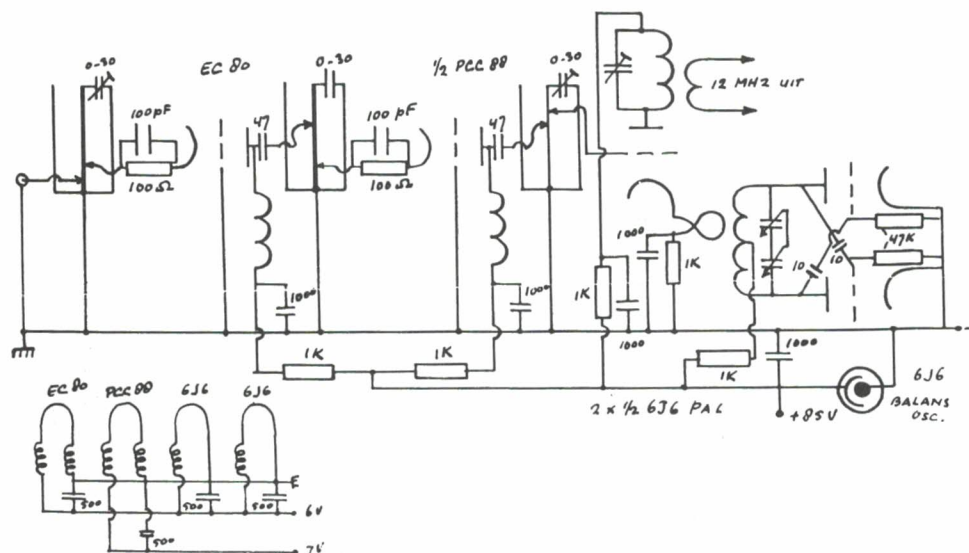 0-30
EC 80
0-30
½ PCC 88
0-30
12 MHZ UIT
100pF
100Ω
47
100 pF
100Ω
47
1000
1000
1000
1K
1K
1000
10
10
,47K
1K
1K
1K
1000
2 x ½ 6J6 PAL
+85V
6J6
BALANS
OSC.
EC 80
PCC 88
6J6
6J6
500
500
500
500
E
6V
7V